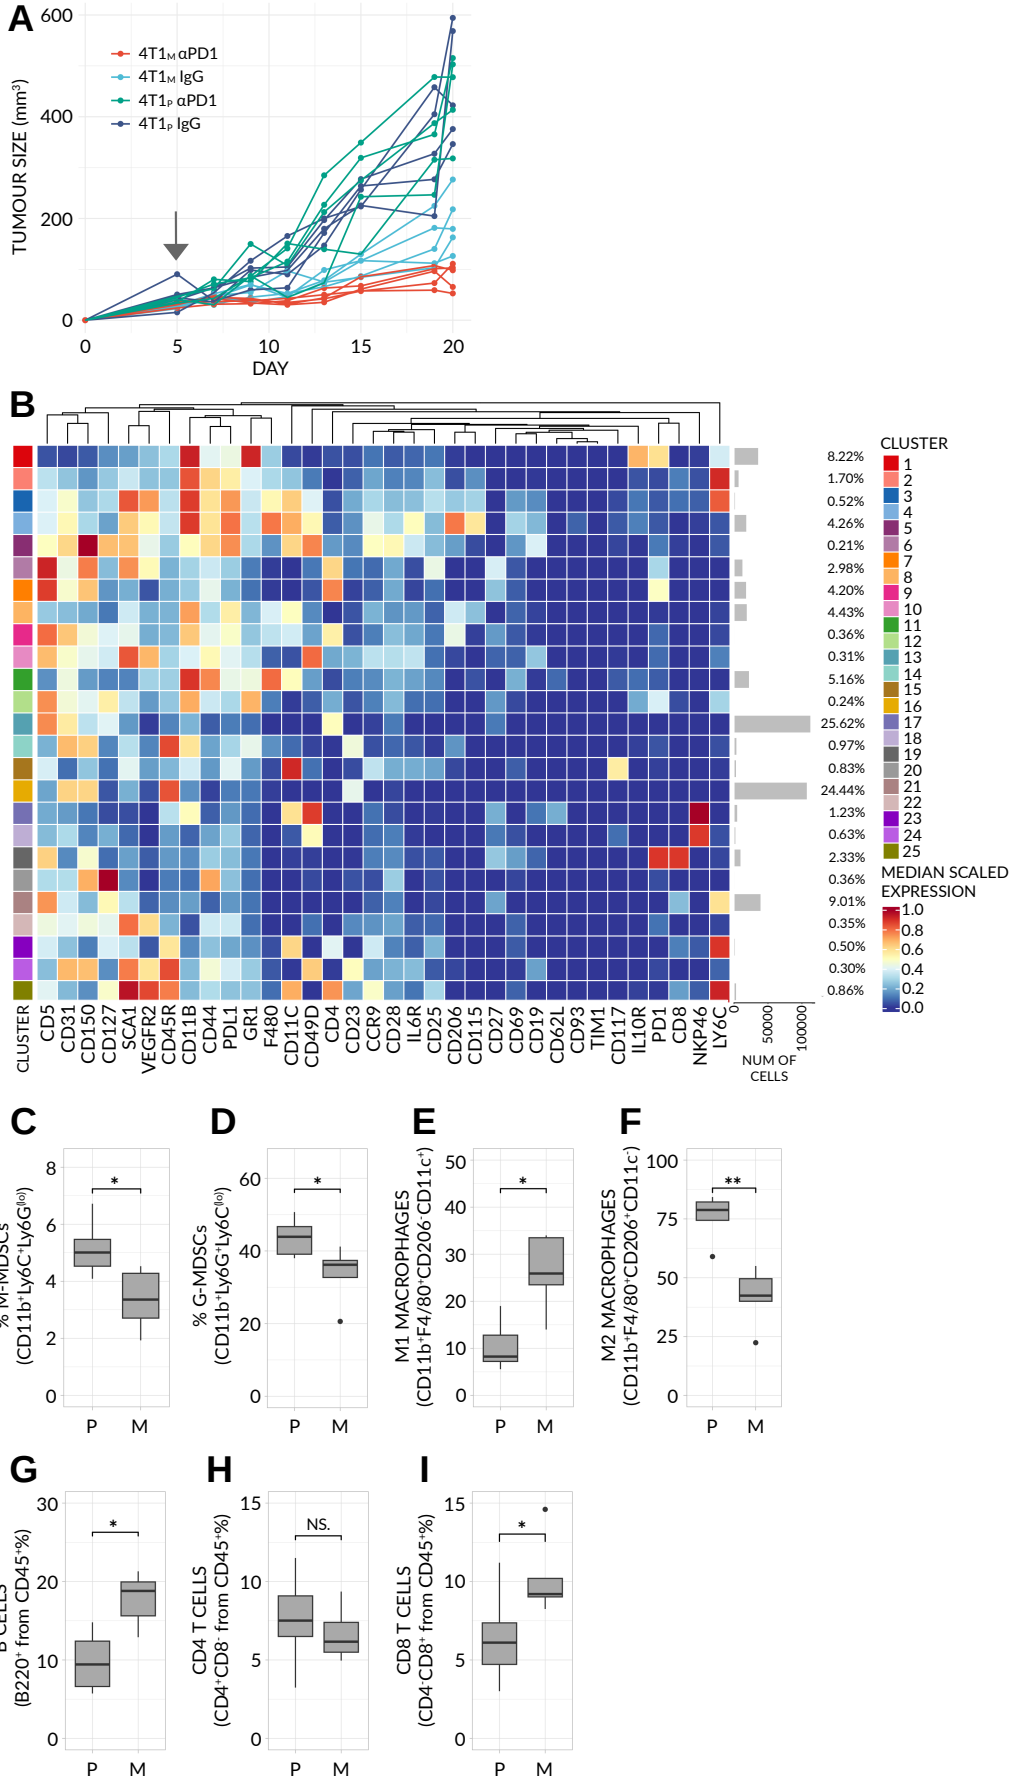 A
600
400
200
0
TUMOUR SIZE (mm³)
4T1M αPD1
4T1M IgG
4T1P αPD1
4T1P IgG
0 5 10 15 20
DAY
B
8.22%
1.70%
0.52%
4.26%
0.21%
2.98%
4.20%
4.43%
0.36%
0.31%
5.16%
0.24%
25.62%
0.97%
0.83%
24.44%
1.23%
0.63%
2.33%
0.36%
9.01%
0.35%
0.50%
0.30%
0.86%
CLUSTER CD5 CD31 CD150 CD127 SCA1 VEGFR2 CD45R CD11B CD44 PDL1 GR1 F480 CD11C CD49D CD4 CD23 CCR9 CD28 IL6R CD25 CD206 CD115 CD27 CD69 CD19 CD62L CD93 TIM1 CD117 IL10R PD1 CD8 NKP46 LY6C
0 50000 100000
NUM OF
CELLS
CLUSTER
1
2
3
4
5
6
7
8
9
10
11
12
13
14
15
16
17
18
19
20
21
22
23
24
25
MEDIAN SCALED
EXPRESSION
1.0
0.8
0.6
0.4
0.2
0.0
C
% M-MDSCs
(CD11b⁺Ly6C⁺Ly6G⁽ˡᵒ⁾)
8
6
4
2
0
*
P M
D
% G-MDSCs
(CD11b⁺Ly6G⁺Ly6C⁽ˡᵒ⁾)
60
40
20
0
*
P M
E
M1 MACROPHAGES
(CD11b⁺F4/80⁺CD206⁻CD11c⁺)
50
40
30
20
10
0
*
P M
F
M2 MACROPHAGES
(CD11b⁺F4/80⁺CD206⁺CD11c⁻)
100
75
50
25
0
**
P M
G
B CELLS
(B220⁺ from CD45⁺%)
30
20
10
0
*
P M
H
CD4 T CELLS
(CD4⁺CD8⁻ from CD45⁺%)
15
10
5
0
NS.
P M
I
CD8 T CELLS
(CD4⁻CD8⁺ from CD45⁺%)
15
10
5
0
*
P M